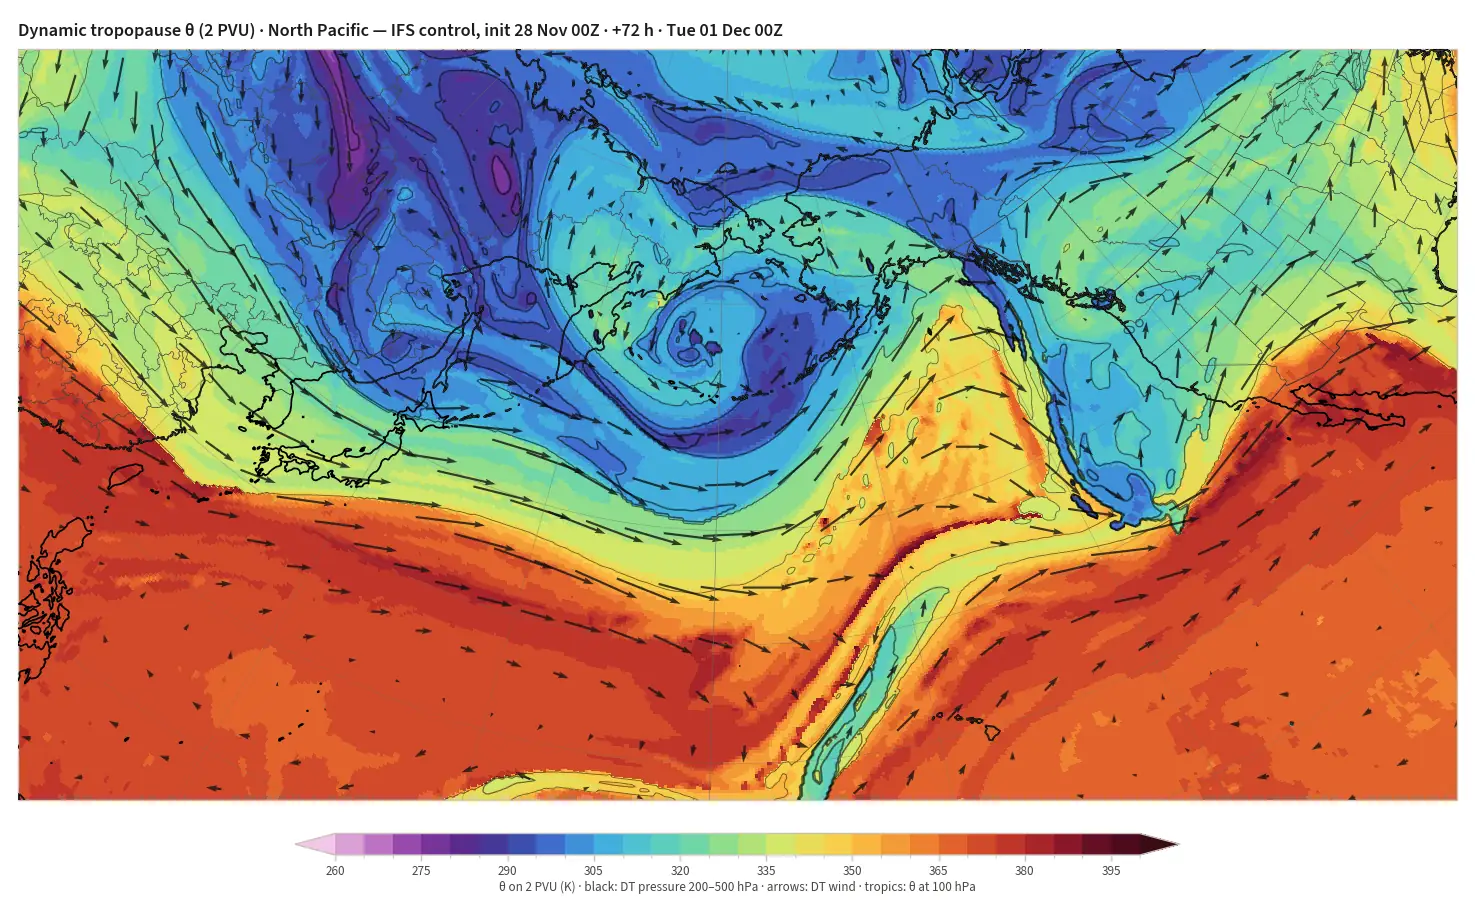 Dynamic tropopause θ (2 PVU) · North Pacific — IFS control, init 28 Nov 00Z · +72 h · Tue 01 Dec 00Z
260 275 290 305 320 335 350 365 380 395
θ on 2 PVU (K) · black: DT pressure 200–500 hPa · arrows: DT wind · tropics: θ at 100 hPa